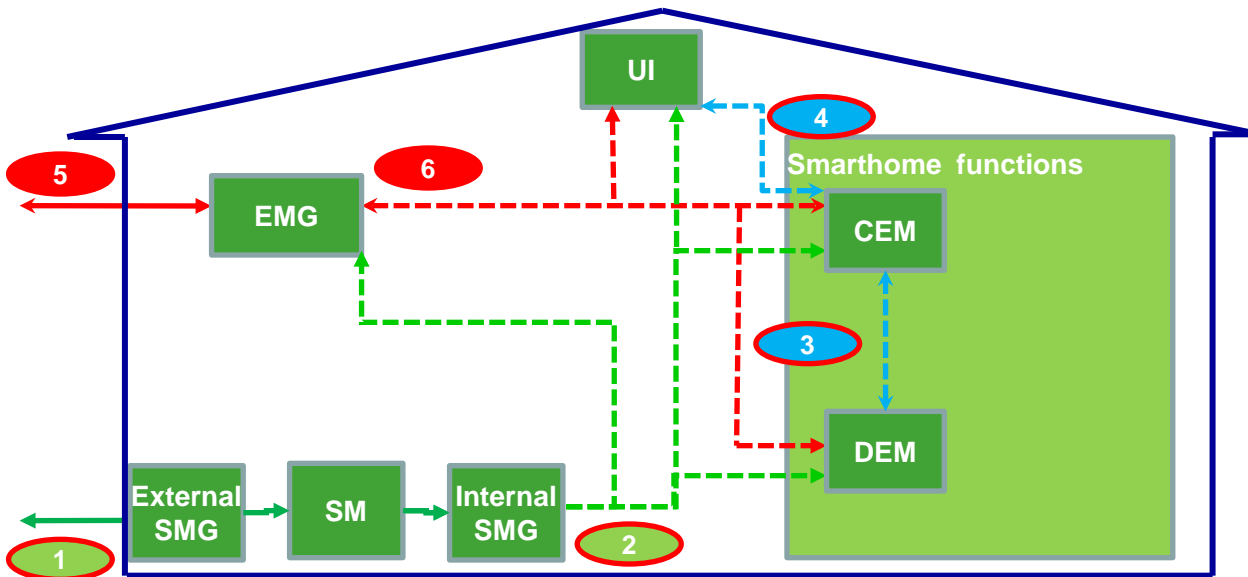 UI
4
Smarthome functions
5
6
EMG
CEM
3
DEM
External
SMG
SM
Internal
SMG
2
1